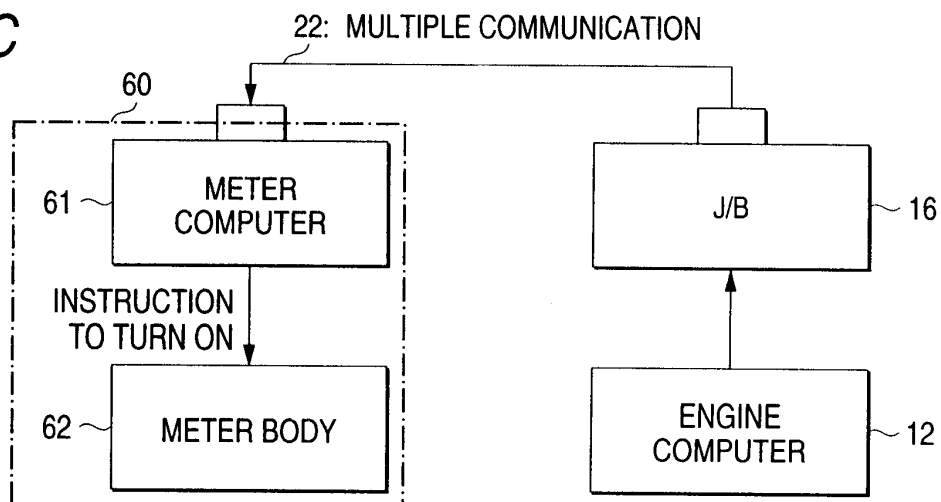 C
22: MULTIPLE COMMUNICATION
60
61
METER
COMPUTER
J/B
16
INSTRUCTION
TO TURN ON
62
METER BODY
ENGINE
COMPUTER
12